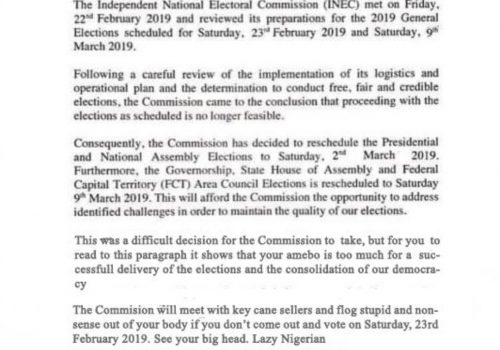 The Independent National Electoral Commission (INEC) met on Friday,
22nd February 2019 and reviewed its preparations for the 2019 General
Elections scheduled for Saturday, 23rd February 2019 and Saturday, 9th
March 2019.
Following a careful review of the implementation of its logistics and
operational plan and the determination to conduct free, fair and credible
elections, the Commission came to the conclusion that proceeding with the
elections as scheduled is no longer feasible.
Consequently, the Commission has decided to reschedule the Presidential
and National Assembly Elections to Saturday, 2nd March 2019.
Furthermore, the Governorship, State House of Assembly and Federal
Capital Territory (FCT) Area Council Elections is rescheduled to Saturday
9th March 2019. This will afford the Commission the opportunity to address
identified challenges in order to maintain the quality of our elections.
This was a difficult decision for the Commission to take, but for you to
read to this paragraph it shows that your amebo is too much for a suc-
cessfull delivery of the elections and the consolidation of our democra-
cy
The Commision will meet with key cane sellers and flog stupid and non-
sense out of your body if you don't come out and vote on Saturday, 23rd
February 2019. See your big head. Lazy Nigerian